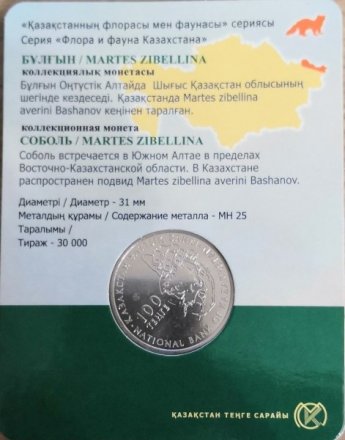 «Қазақстанның флорасы мен фаунасы» сериясы
Серия «Флора и фауна Казахстана»
БҰЛҒЫН / MARTES ZIBELLINA
коллекциялық монетасы
Бұлғын Оңтүстік Алтайда Шығыс Қазақстан облысының
шегінде кездеседі. Қазақстанда Martes zibellina
averini Bashanov кеңінен таралған.
коллекционная монета
СОБОЛЬ / MARTES ZIBELLINA
Соболь встречается в Южном Алтае в пределах
Восточно-Казахстанской области. В Казахстане
распространен подвид Martes zibellina averini Bashanov.
Диаметрі / Диаметр - 31 мм
Металдың құрамы / Содержание металла - МН 25
Таралымы /
Тираж - 30 000
100
NATIONAL BANK OF
ҚАЗАҚСТАН ТЕҢГЕ САРАЙЫ